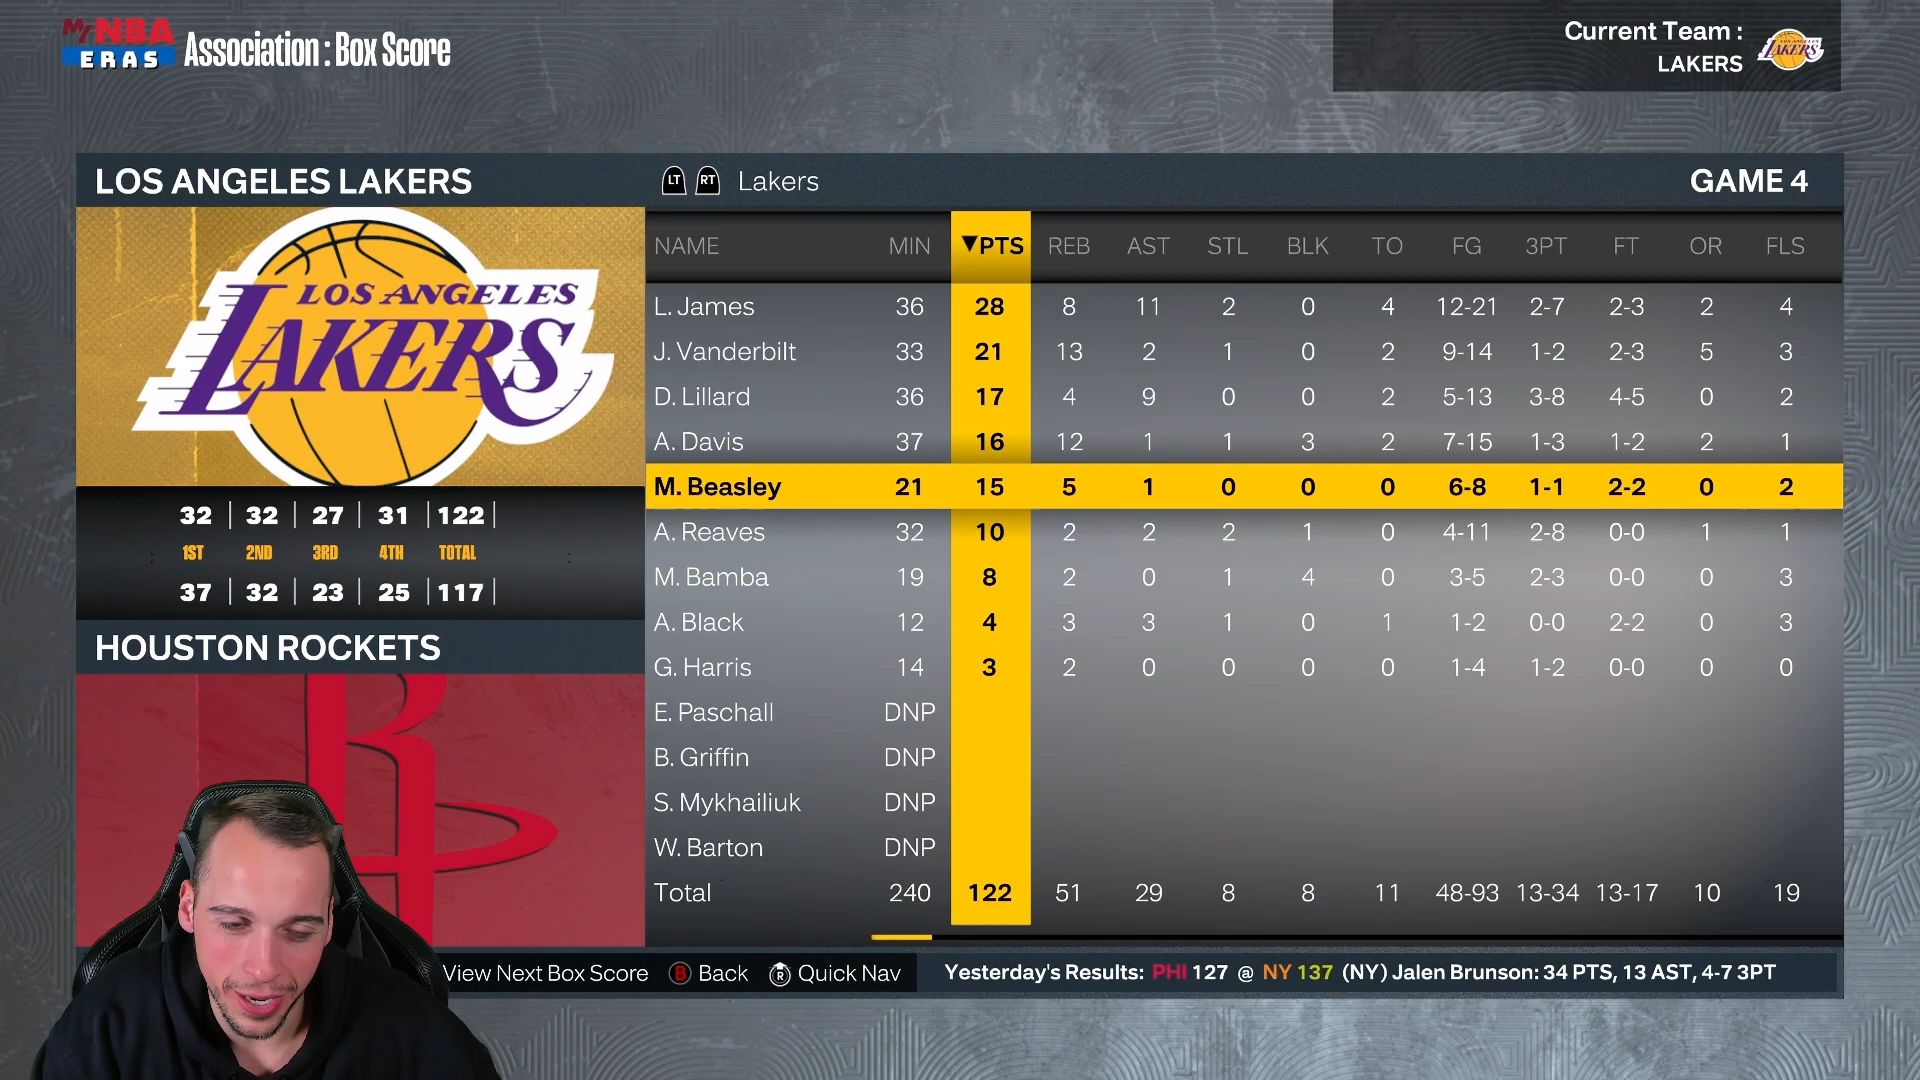 MyNBA ERAS Association : Box Score
Current Team :
LAKERS
LAKERS
LOS ANGELES LAKERS
LOS ANGELES
LAKERS
32 | 32 | 27 | 31 | 122 |
1ST 2ND 3RD 4TH TOTAL
37 | 32 | 23 | 25 | 117 |
HOUSTON ROCKETS
LT RT Lakers GAME 4
NAME MIN ▼PTS REB AST STL BLK TO FG 3PT FT OR FLS
L. James 36 28 8 11 2 0 4 12-21 2-7 2-3 2 4
J. Vanderbilt 33 21 13 2 1 0 2 9-14 1-2 2-3 5 3
D. Lillard 36 17 4 9 0 0 2 5-13 3-8 4-5 0 2
A. Davis 37 16 12 1 1 3 2 7-15 1-3 1-2 2 1
M. Beasley 21 15 5 1 0 0 0 6-8 1-1 2-2 0 2
A. Reaves 32 10 2 2 2 1 0 4-11 2-8 0-0 1 1
M. Bamba 19 8 2 0 1 4 0 3-5 2-3 0-0 0 3
A. Black 12 4 3 3 1 0 1 1-2 0-0 2-2 0 3
G. Harris 14 3 2 0 0 0 0 1-4 1-2 0-0 0 0
E. Paschall DNP
B. Griffin DNP
S. Mykhailiuk DNP
W. Barton DNP
Total 240 122 51 29 8 8 11 48-93 13-34 13-17 10 19
View Next Box Score B Back R Quick Nav
Yesterday's Results: PHI 127 @ NY 137 (NY) Jalen Brunson: 34 PTS, 13 AST, 4-7 3PT